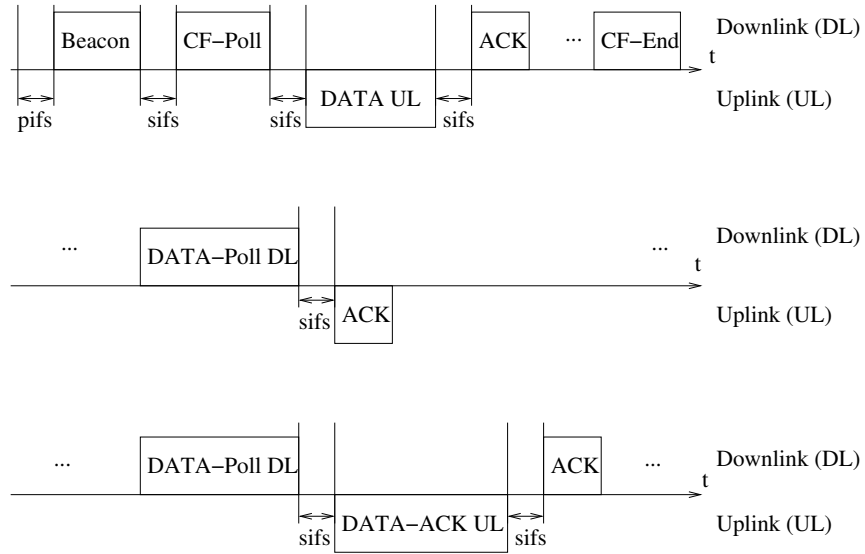 Beacon CF−Poll ACK ... CF−End Downlink (DL)
t
DATA UL Uplink (UL)
pifs sifs sifs sifs
... DATA−Poll DL ... Downlink (DL)
t
sifs ACK Uplink (UL)
... DATA−Poll DL ACK ... Downlink (DL)
t
sifs DATA−ACK UL sifs Uplink (UL)